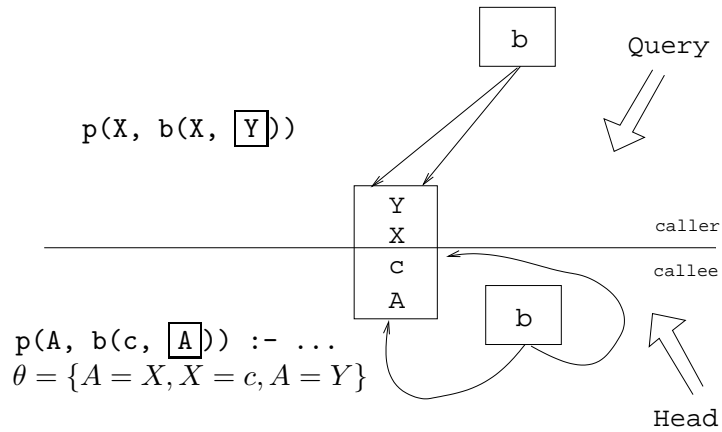 b
Query
p(X, b(X, Y))
Y
X
caller
c
callee
A
b
p(A, b(c, A)) :- ...
θ = {A = X, X = c, A = Y}
Head